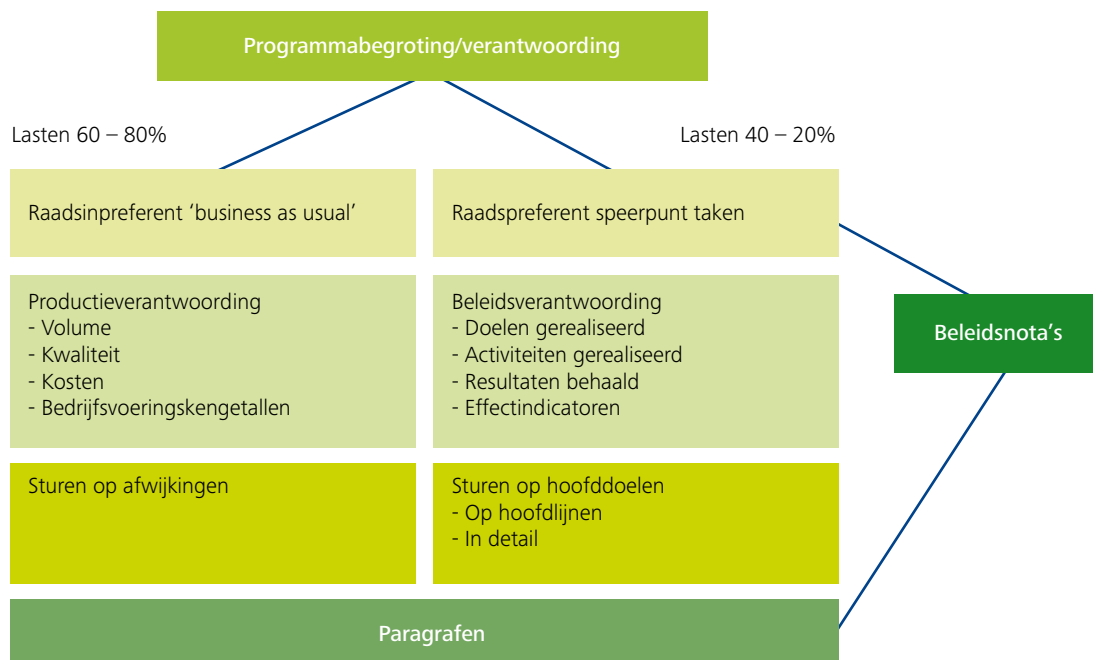 Programmabegroting/verantwoording
Lasten 60 – 80%
Lasten 40 – 20%
Raadsinpreferent ‘business as usual’
Raadspreferent speerpunt taken
Productieverantwoording
- Volume
- Kwaliteit
- Kosten
- Bedrijfsvoeringskengetallen
Beleidsverantwoording
- Doelen gerealiseerd
- Activiteiten gerealiseerd
- Resultaten behaald
- Effectindicatoren
Beleidsnota’s
Sturen op afwijkingen
Sturen op hoofddoelen
- Op hoofdlijnen
- In detail
Paragrafen